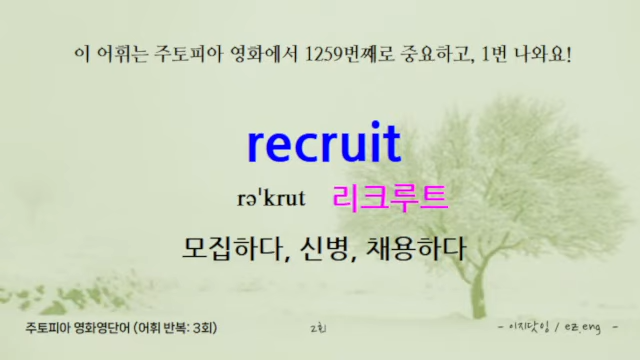 이 어휘는 주토피아 영화에서 1259번째로 중요하고, 1번 나와요!
recruit
rəˈkrut 리크루트
모집하다, 신병, 채용하다
주토피아 영화영단어 (어휘 반복: 3회) 2회 - 이지닷잉 / ez.eng -